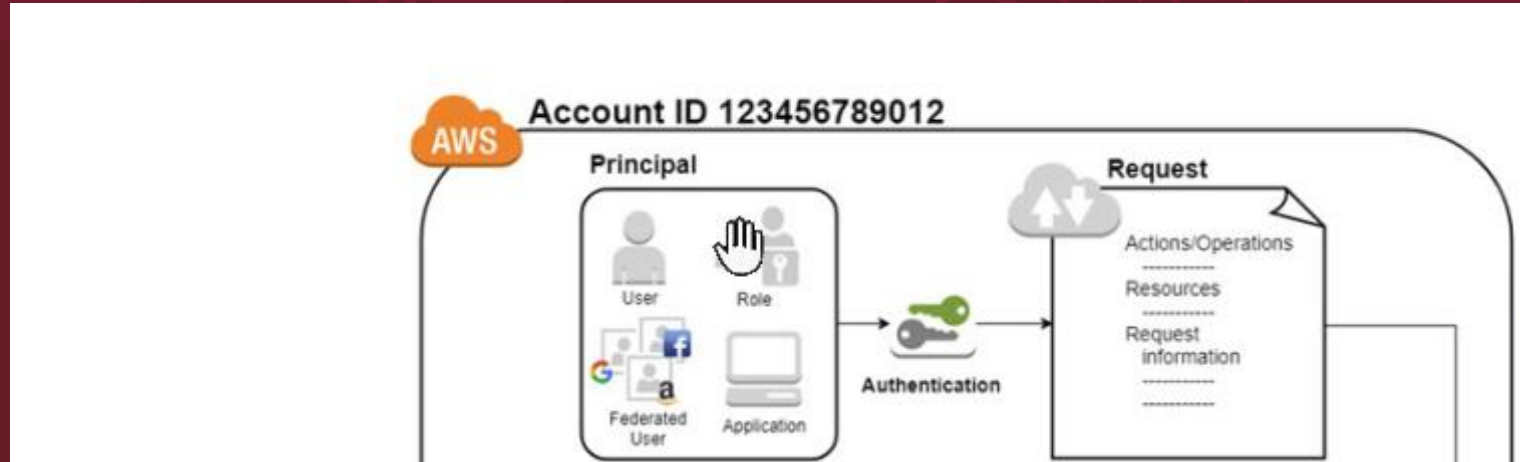 Account ID 123456789012
AWS
Principal
Request
User
Role
Actions/Operations
-----------
Resources
-----------
Request
information
-----------
-----------
Authentication
a
Federated
User
Application